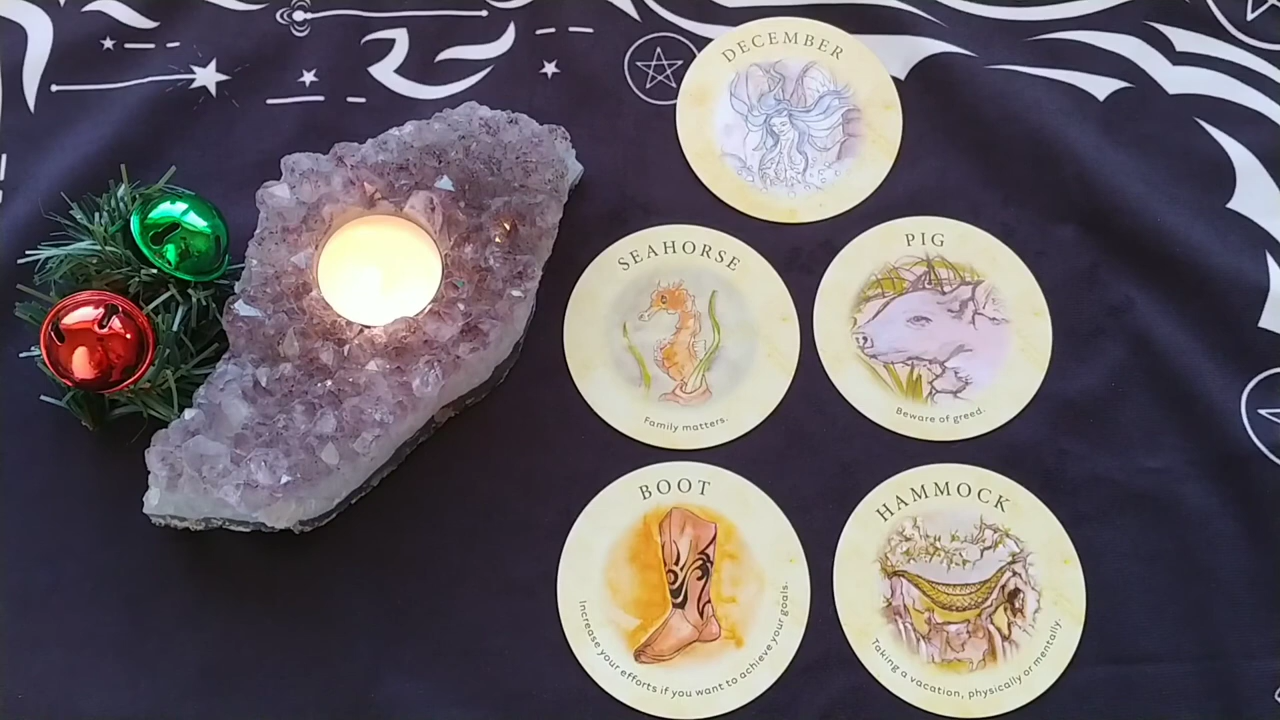 DECEMBER
SEAHORSE
Family matters.
PIG
Beware of greed.
BOOT
Increase your efforts if you want to achieve your goals.
HAMMOCK
Taking a vacation, physically or mentally.